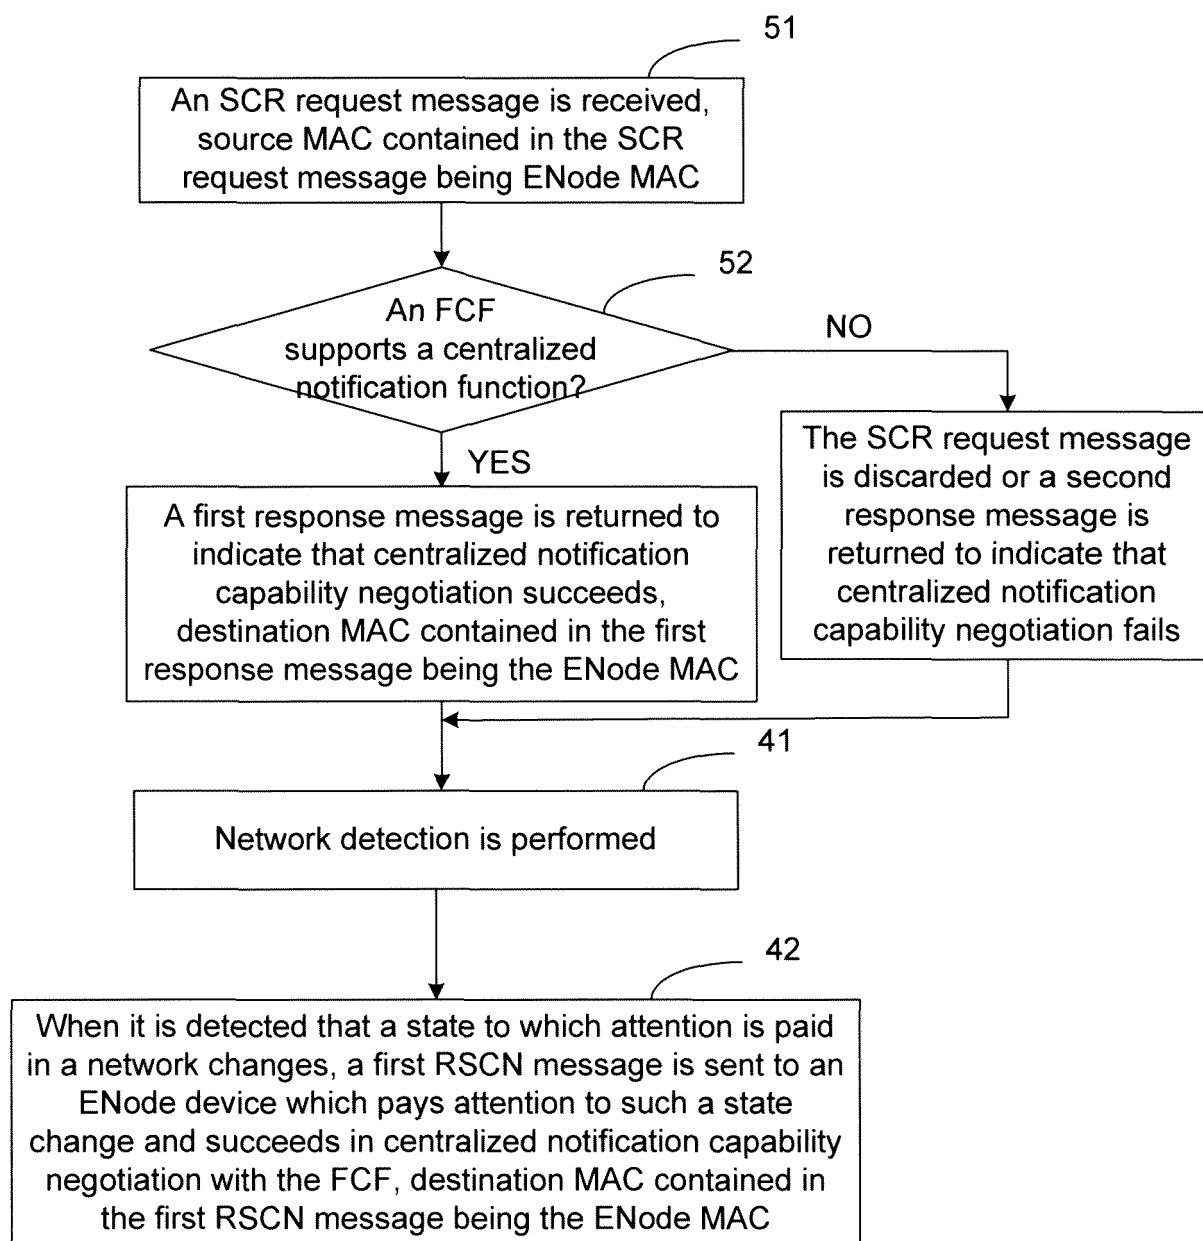 51
An SCR request message is received,
source MAC contained in the SCR
request message being ENode MAC
52
An FCF
supports a centralized
notification function?
NO
YES
The SCR request message
is discarded or a second
response message is
returned to indicate that
centralized notification
capability negotiation fails
A first response message is returned to
indicate that centralized notification
capability negotiation succeeds,
destination MAC contained in the first
response message being the ENode MAC
41
Network detection is performed
42
When it is detected that a state to which attention is paid
in a network changes, a first RSCN message is sent to an
ENode device which pays attention to such a state
change and succeeds in centralized notification capability
negotiation with the FCF, destination MAC contained in
the first RSCN message being the ENode MAC